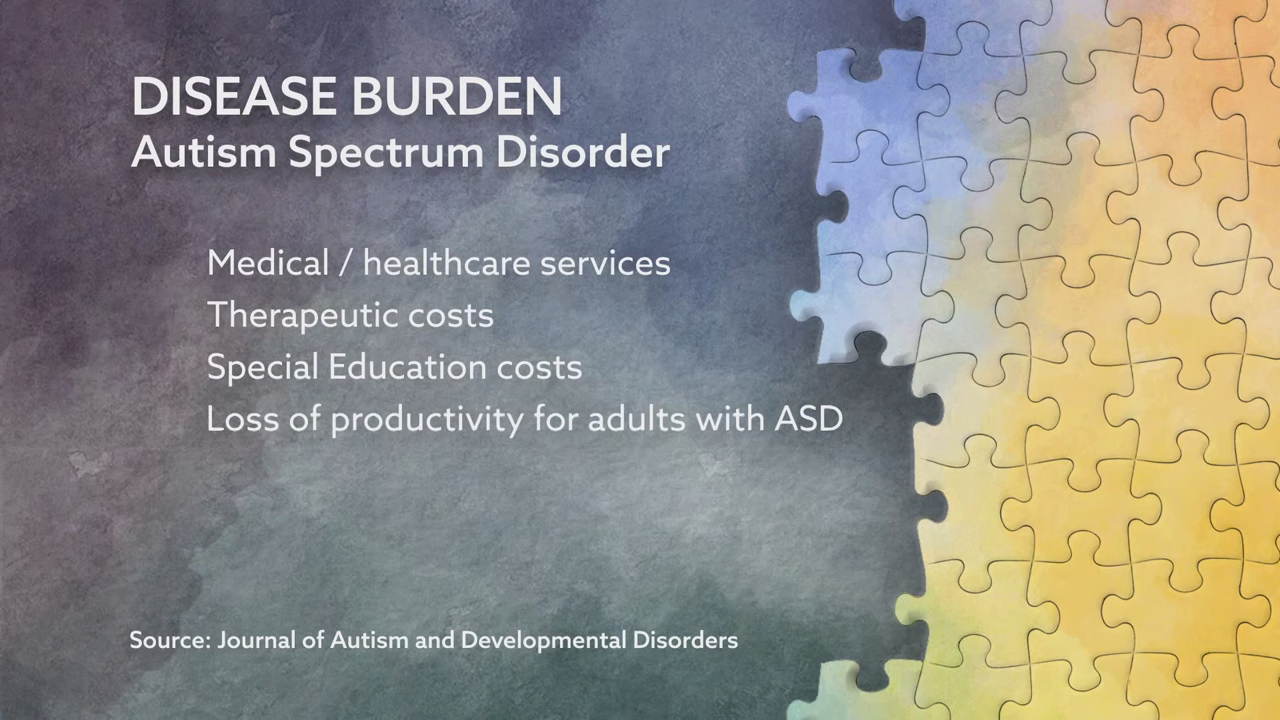 DISEASE BURDEN
Autism Spectrum Disorder
Medical / healthcare services
Therapeutic costs
Special Education costs
Loss of productivity for adults with ASD
Source: Journal of Autism and Developmental Disorders